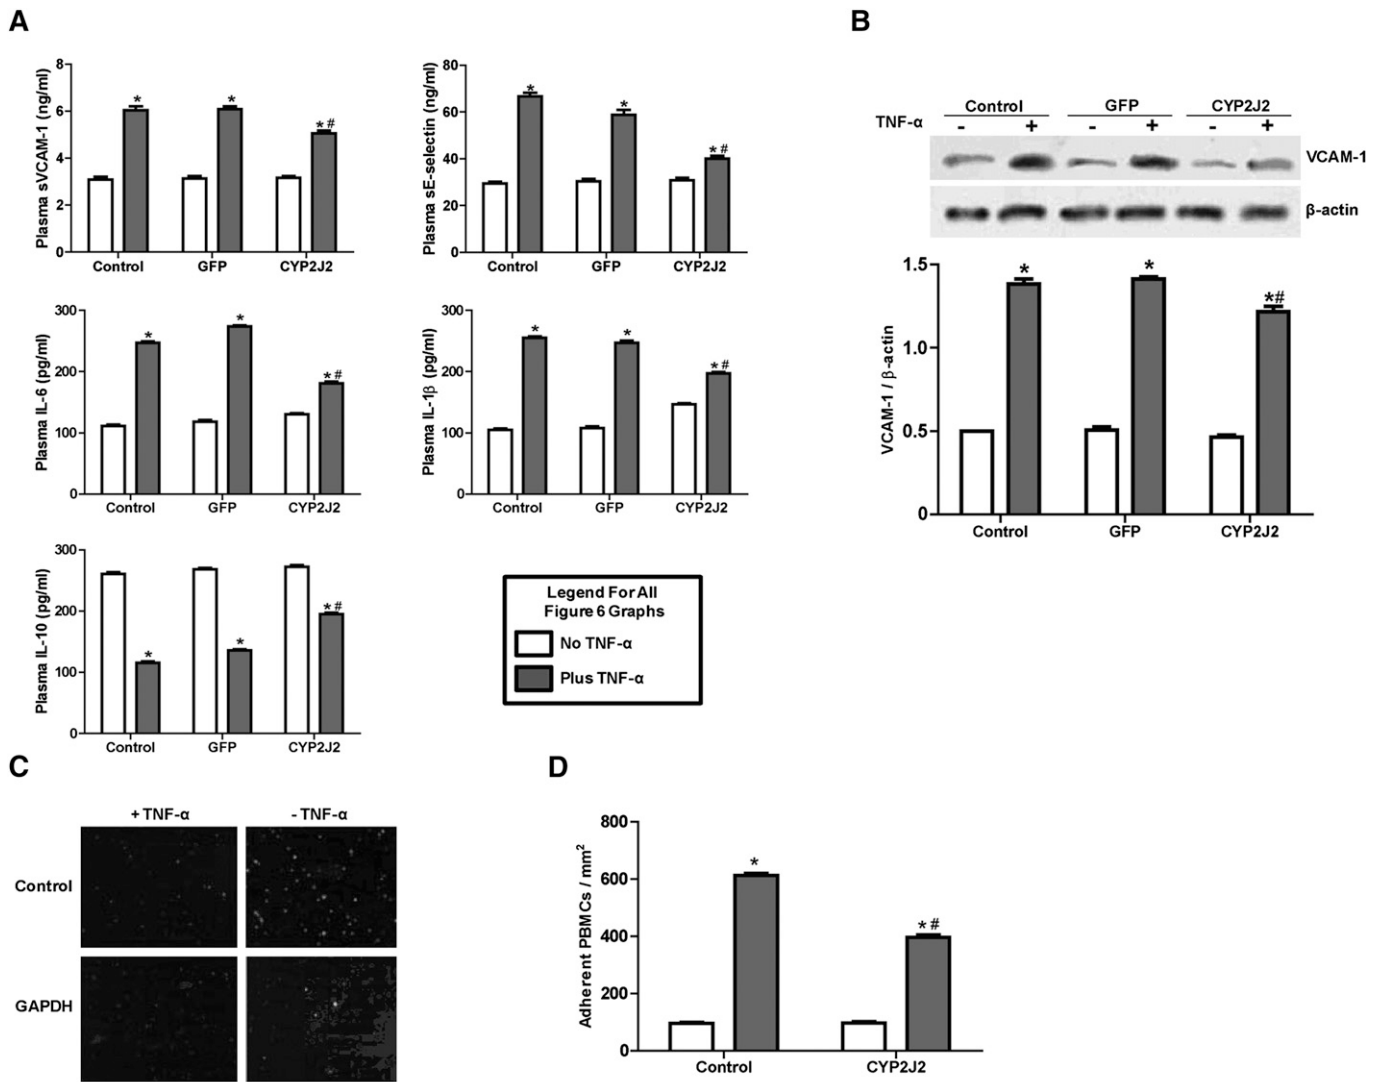 A
Plasma sVCAM-1 (ng/ml)
8
6
4
2
0
*
*
* #
Control
GFP
CYP2J2
Plasma sE-selectin (ng/ml)
80
60
40
20
0
*
*
* #
Control
GFP
CYP2J2
Plasma IL-6 (pg/ml)
300
200
100
0
*
*
* #
Control
GFP
CYP2J2
Plasma IL-1β (pg/ml)
300
200
100
0
*
*
* #
Control
GFP
CYP2J2
Plasma IL-10 (pg/ml)
300
200
100
0
*
*
* #
Control
GFP
CYP2J2
Legend For All
Figure 6 Graphs
No TNF-α
Plus TNF-α
B
Control
GFP
CYP2J2
TNF-α - + - + - +
VCAM-1
β-actin
VCAM-1 / β-actin
1.5
1.0
0.5
0
*
*
*#
Control
GFP
CYP2J2
C
+ TNF-α
- TNF-α
Control
GAPDH
D
Adherent PBMCs / mm²
800
600
400
200
0
*
* #
Control
CYP2J2